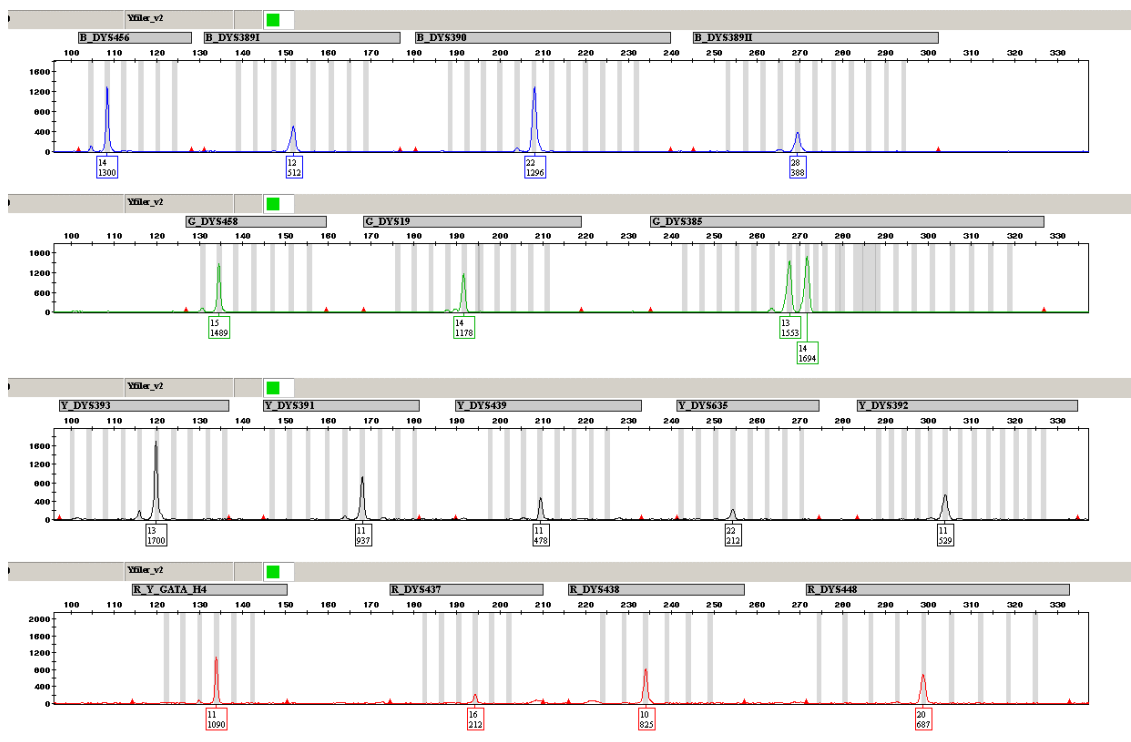 Yfiler_v2
B_DYS456 B_DYS389I B_DYS390 B_DYS389II
100 110 120 130 140 150 160 170 180 190 200 210 220 230 240 250 260 270 280 290 300 310 320 330
1600
1200
800
400
0
14 12 22 28
1300 512 1296 388
Yfiler_v2
G_DYS458 G_DYS19 G_DYS385
100 110 120 130 140 150 160 170 180 190 200 210 220 230 240 250 260 270 280 290 300 310 320 330
1800
1200
600
0
15 14 13
1489 1178 1553
14
1694
Yfiler_v2
Y_DYS393 Y_DYS391 Y_DYS439 Y_DYS635 Y_DYS392
100 110 120 130 140 150 160 170 180 190 200 210 220 230 240 250 260 270 280 290 300 310 320 330
1600
1200
800
400
0
13 11 11 22 11
1700 937 478 212 529
Yfiler_v2
R_Y_GATA_H4 R_DYS437 R_DYS438 R_DYS448
100 110 120 130 140 150 160 170 180 190 200 210 220 230 240 250 260 270 280 290 300 310 320 330
2000
1600
1200
800
400
0
11 16 10 20
1090 212 825 687